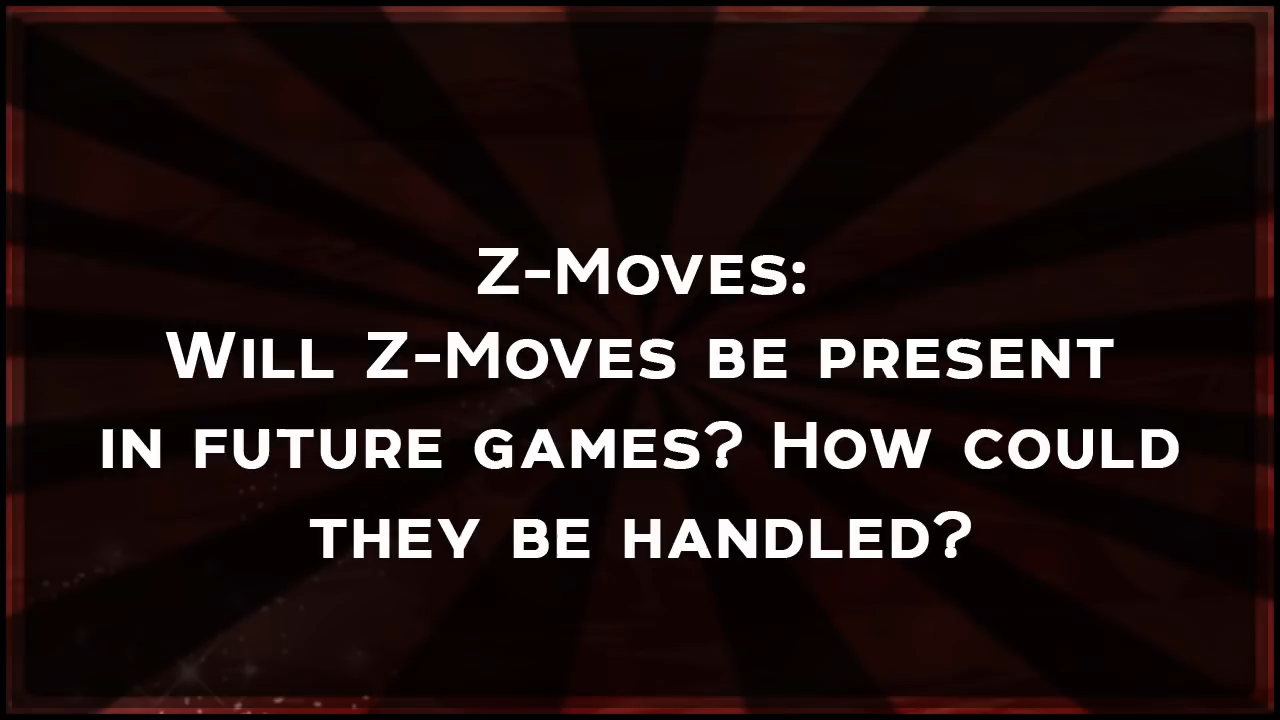 Z-Moves:
Will Z-Moves be present
in future games? How could
they be handled?